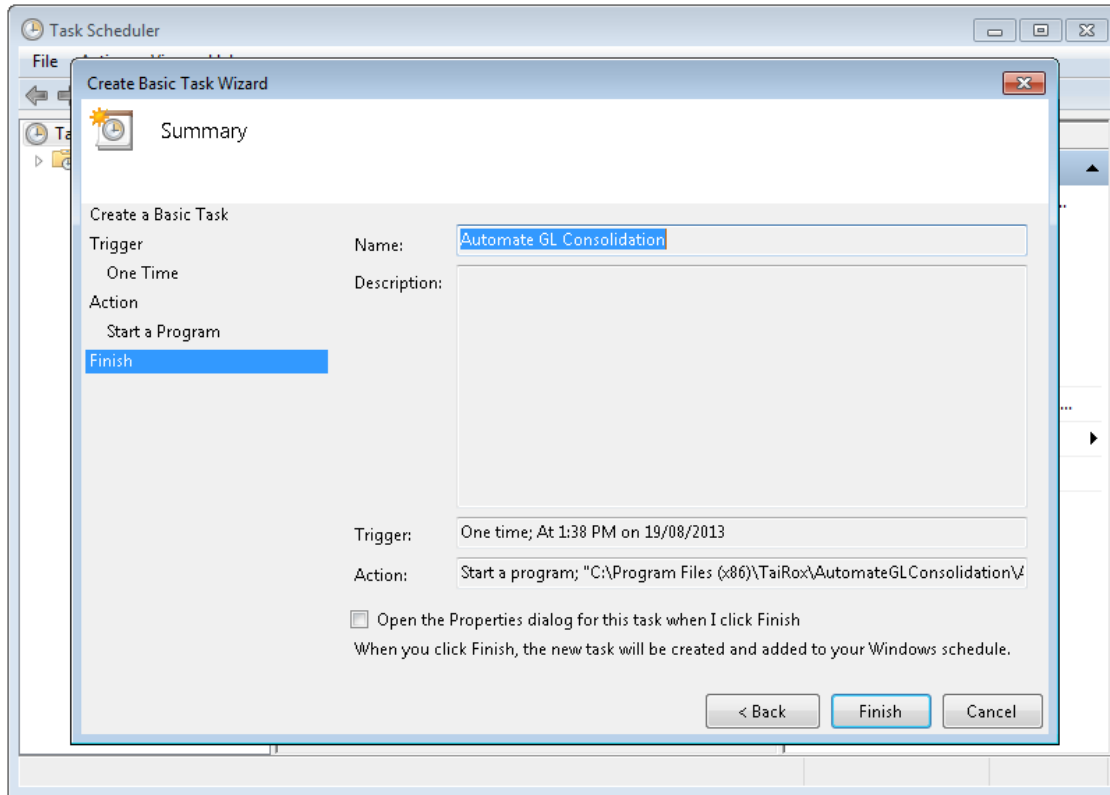 Task Scheduler
File
Create Basic Task Wizard
Summary
Create a Basic Task
Trigger
One Time
Action
Start a Program
Finish
Name: Automate GL Consolidation
Description:
Trigger: One time; At 1:38 PM on 19/08/2013
Action: Start a program; "C:\Program Files (x86)\TaiRox\AutomateGLConsolidation\A
Open the Properties dialog for this task when I click Finish
When you click Finish, the new task will be created and added to your Windows schedule.
< Back Finish Cancel